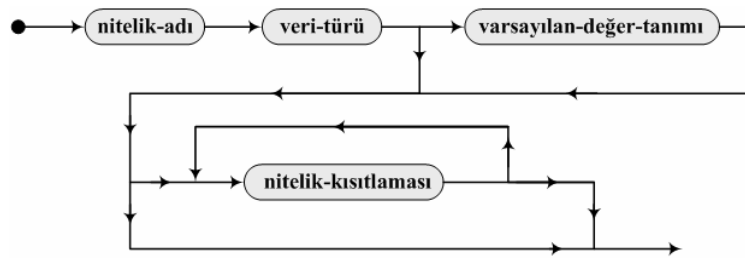 nitelik-adı veri-türü varsayılan-değer-tanımı
nitelik-kısıtlaması